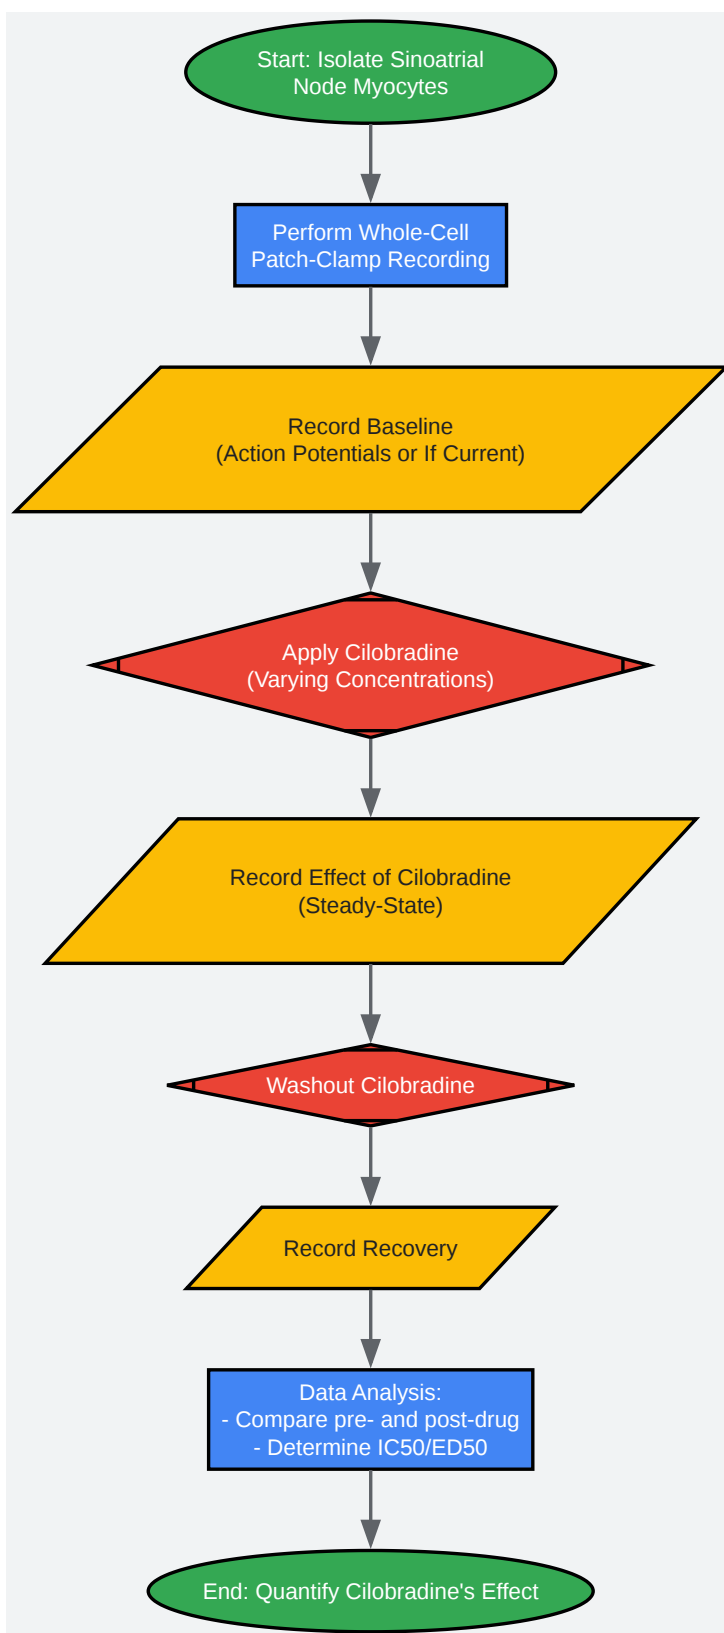 Start: Isolate Sinoatrial
Node Myocytes
Perform Whole-Cell
Patch-Clamp Recording
Record Baseline
(Action Potentials or If Current)
Apply Cilobradine
(Varying Concentrations)
Record Effect of Cilobradine
(Steady-State)
Washout Cilobradine
Record Recovery
Data Analysis:
- Compare pre- and post-drug
- Determine IC50/ED50
End: Quantify Cilobradine's Effect